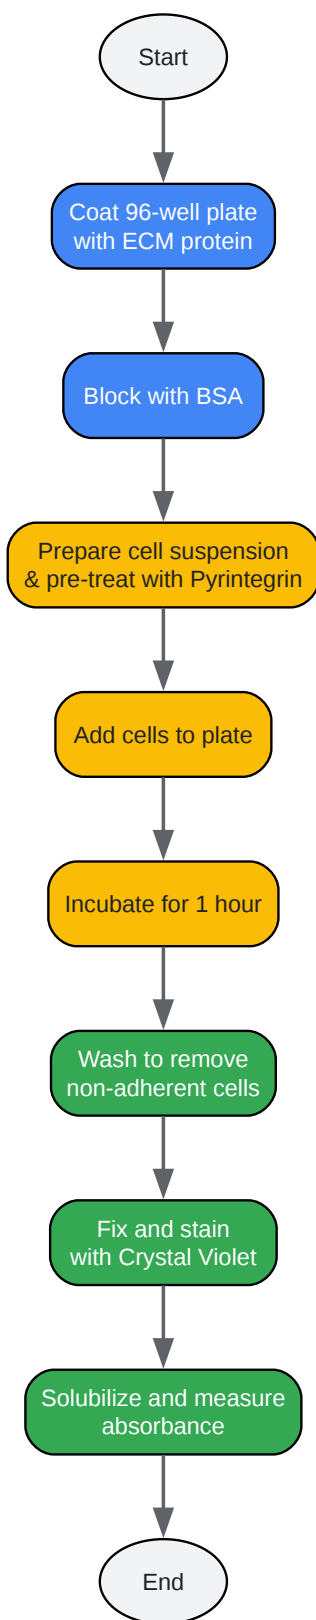 Start
Coat 96-well plate
with ECM protein
Block with BSA
Prepare cell suspension
& pre-treat with Pyrintegrin
Add cells to plate
Incubate for 1 hour
Wash to remove
non-adherent cells
Fix and stain
with Crystal Violet
Solubilize and measure
absorbance
End